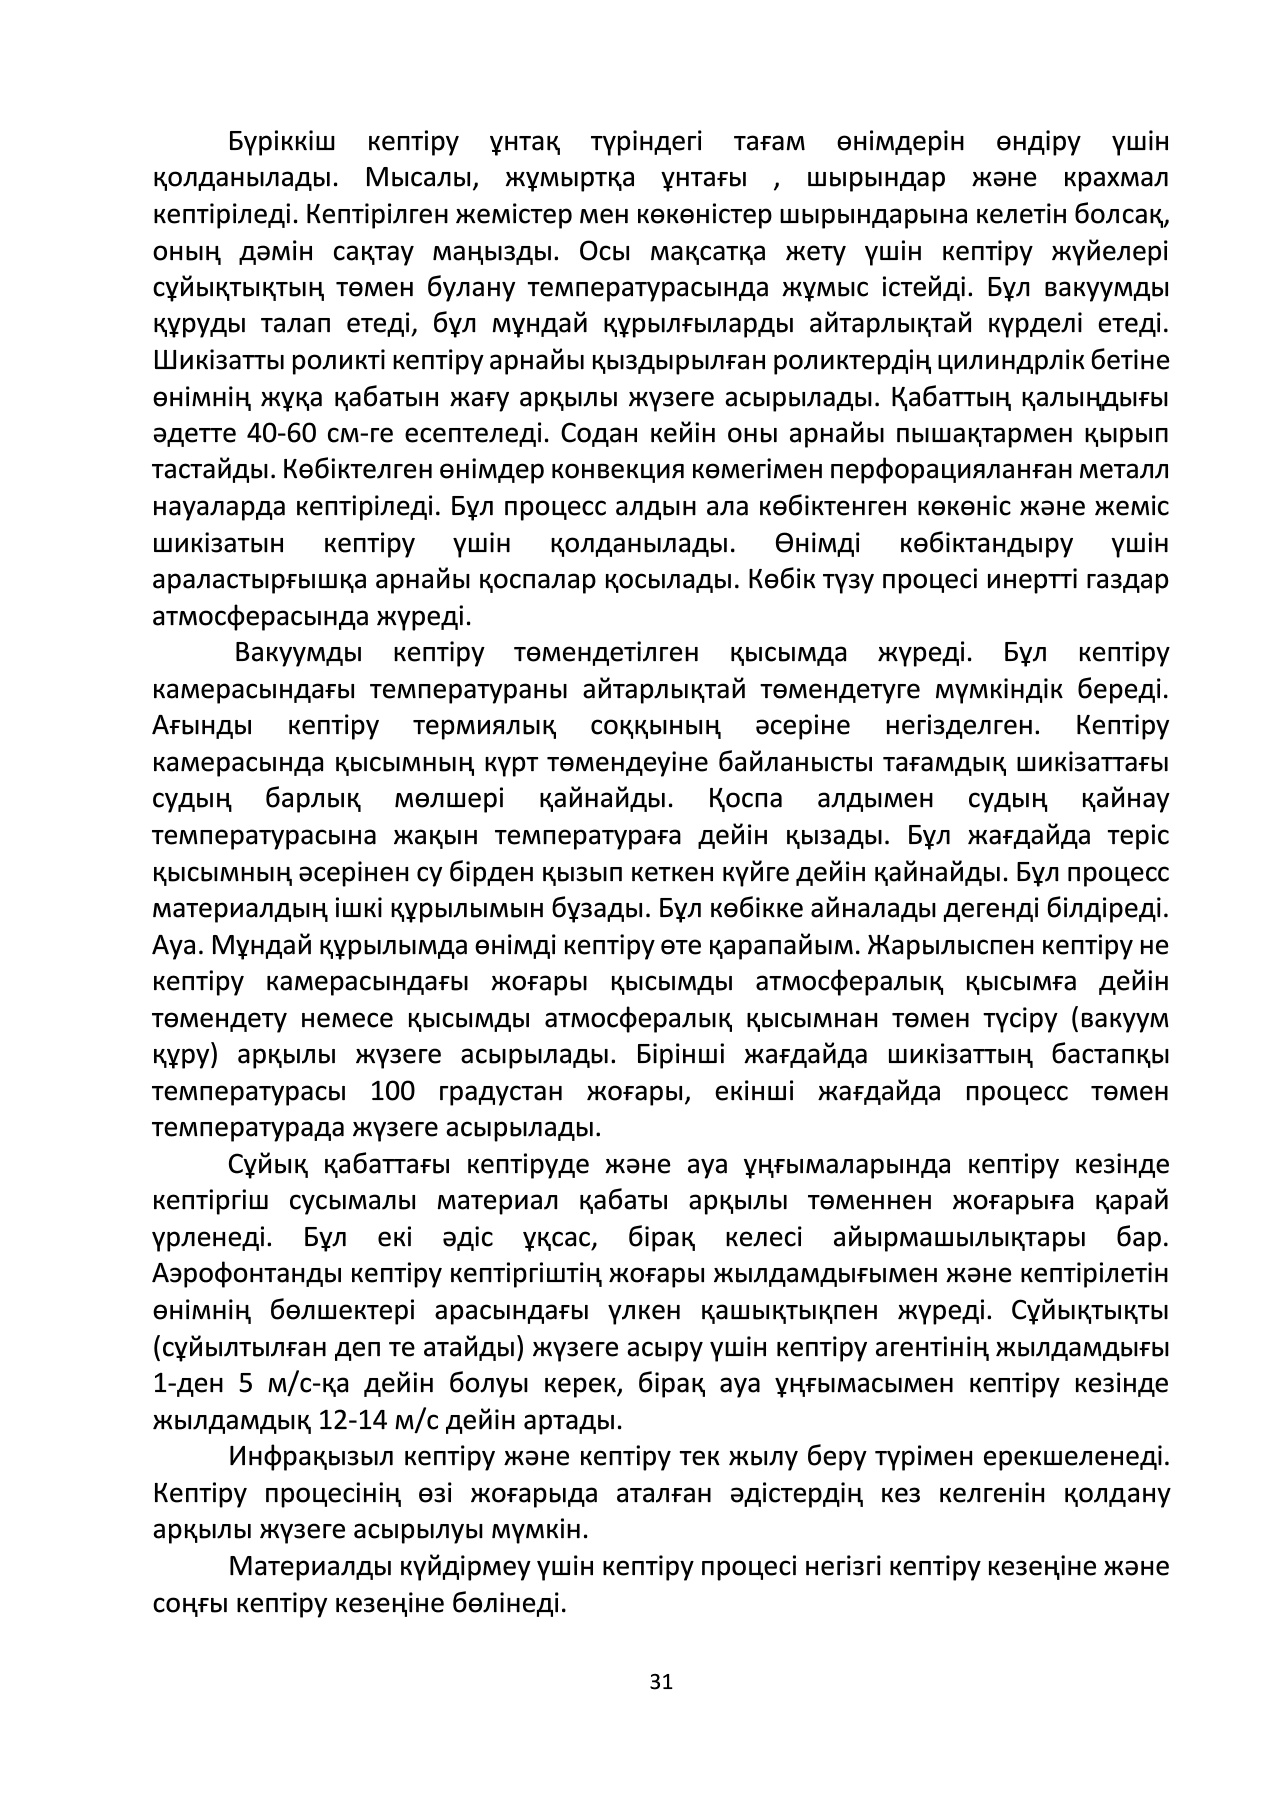 Бүріккіш кептіру ұнтақ түріндегі тағам өнімдерін өндіру үшін
қолданылады. Мысалы, жұмыртқа ұнтағы , шырындар және крахмал
кептіріледі. Кептірілген жемістер мен көкөністер шырындарына келетін болсақ,
оның дәмін сақтау маңызды. Осы мақсатқа жету үшін кептіру жүйелері
сұйықтықтың төмен булану температурасында жұмыс істейді. Бұл вакуумды
құруды талап етеді, бұл мұндай құрылғыларды айтарлықтай күрделі етеді.
Шикізатты роликті кептіру арнайы қыздырылған роликтердің цилиндрлік бетіне
өнімнің жұқа қабатын жағу арқылы жүзеге асырылады. Қабаттың қалыңдығы
әдетте 40-60 см-ге есептеледі. Содан кейін оны арнайы пышақтармен қырып
тастайды. Көбіктелген өнімдер конвекция көмегімен перфорацияланған металл
науаларда кептіріледі. Бұл процесс алдын ала көбіктенген көкөніс және жеміс
шикізатын кептіру үшін қолданылады. Өнімді көбіктандыру үшін
араластырғышқа арнайы қоспалар қосылады. Көбік түзу процесі инертті газдар
атмосферасында жүреді.
Вакуумды кептіру төмендетілген қысымда жүреді. Бұл кептіру
камерасындағы температураны айтарлықтай төмендетуге мүмкіндік береді.
Ағынды кептіру термиялық соққының әсеріне негізделген. Кептіру
камерасында қысымның күрт төмендеуіне байланысты тағамдық шикізаттағы
судың барлық мөлшері қайнайды. Қоспа алдымен судың қайнау
температурасына жақын температураға дейін қызады. Бұл жағдайда теріс
қысымның әсерінен су бірден қызып кеткен күйге дейін қайнайды. Бұл процесс
материалдың ішкі құрылымын бұзады. Бұл көбікке айналады дегенді білдіреді.
Ауа. Мұндай құрылымда өнімді кептіру өте қарапайым. Жарылыспен кептіру не
кептіру камерасындағы жоғары қысымды атмосфералық қысымға дейін
төмендету немесе қысымды атмосфералық қысымнан төмен түсіру (вакуум
құру) арқылы жүзеге асырылады. Бірінші жағдайда шикізаттың бастапқы
температурасы 100 градустан жоғары, екінші жағдайда процесс төмен
температурада жүзеге асырылады.
Сұйық қабаттағы кептіруде және ауа ұңғымаларында кептіру кезінде
кептіргіш сусымалы материал қабаты арқылы төменнен жоғарыға қарай
үрленеді. Бұл екі әдіс ұқсас, бірақ келесі айырмашылықтары бар.
Аэрофонтанды кептіру кептіргіштің жоғары жылдамдығымен және кептірілетін
өнімнің бөлшектері арасындағы үлкен қашықтықпен жүреді. Сұйықтықты
(сұйылтылған деп те атайды) жүзеге асыру үшін кептіру агентінің жылдамдығы
1-ден 5 м/с-қа дейін болуы керек, бірақ ауа ұңғымасымен кептіру кезінде
жылдамдық 12-14 м/с дейін артады.
Инфрақызыл кептіру және кептіру тек жылу беру түрімен ерекшеленеді.
Кептіру процесінің өзі жоғарыда аталған әдістердің кез келгенін қолдану
арқылы жүзеге асырылуы мүмкін.
Материалды күйдірмеу үшін кептіру процесі негізгі кептіру кезеңіне және
соңғы кептіру кезеңіне бөлінеді.
31